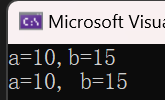 Microsoft Visua
a=10, b=15
a=10,   b=15